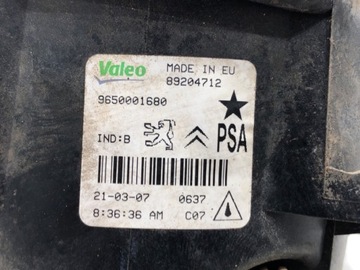 Valeo MADE IN EU
89204712
9650001680
IND:B PSA
21-03-07 0637
8:36:36 AM C07